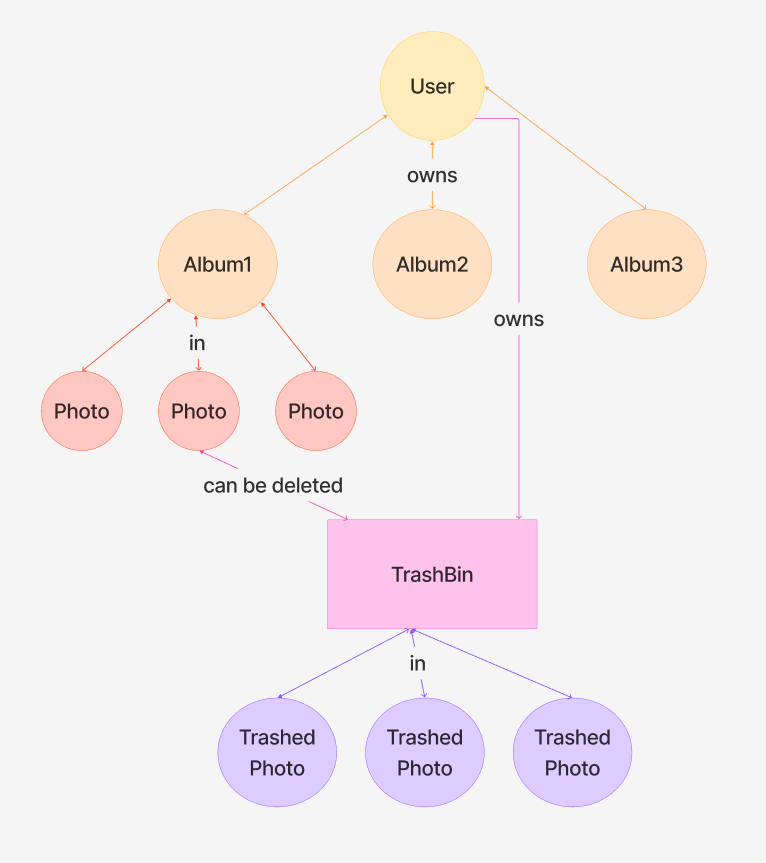 User
owns
Album1
Album2
Album3
owns
in
Photo
Photo
Photo
can be deleted
TrashBin
in
Trashed
Photo
Trashed
Photo
Trashed
Photo